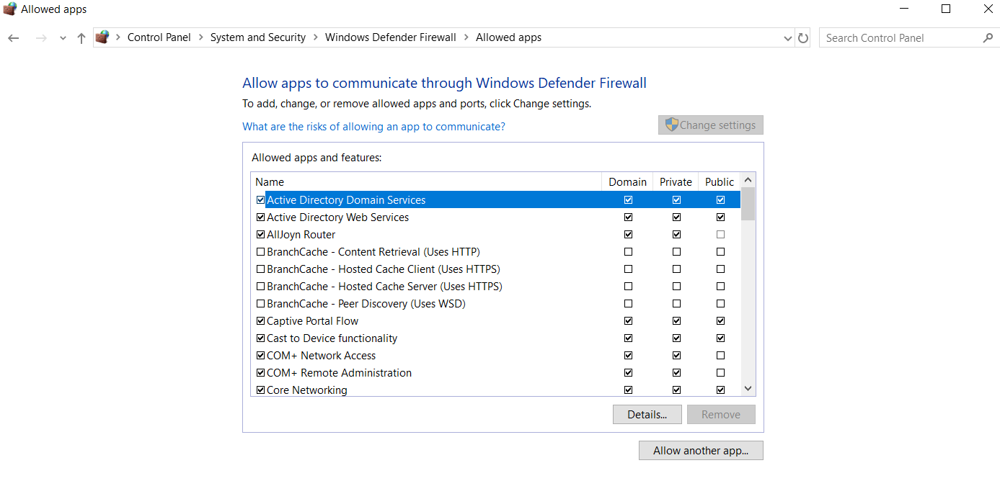 Allowed apps
Control Panel > System and Security > Windows Defender Firewall > Allowed apps
Search Control Panel
Allow apps to communicate through Windows Defender Firewall
To add, change, or remove allowed apps and ports, click Change settings.
What are the risks of allowing an app to communicate?
Change settings
Allowed apps and features:
Name Domain Private Public
Active Directory Domain Services
Active Directory Web Services
AllJoyn Router
BranchCache - Content Retrieval (Uses HTTP)
BranchCache - Hosted Cache Client (Uses HTTPS)
BranchCache - Hosted Cache Server (Uses HTTPS)
BranchCache - Peer Discovery (Uses WSD)
Captive Portal Flow
Cast to Device functionality
COM+ Network Access
COM+ Remote Administration
Core Networking
Details... Remove
Allow another app...